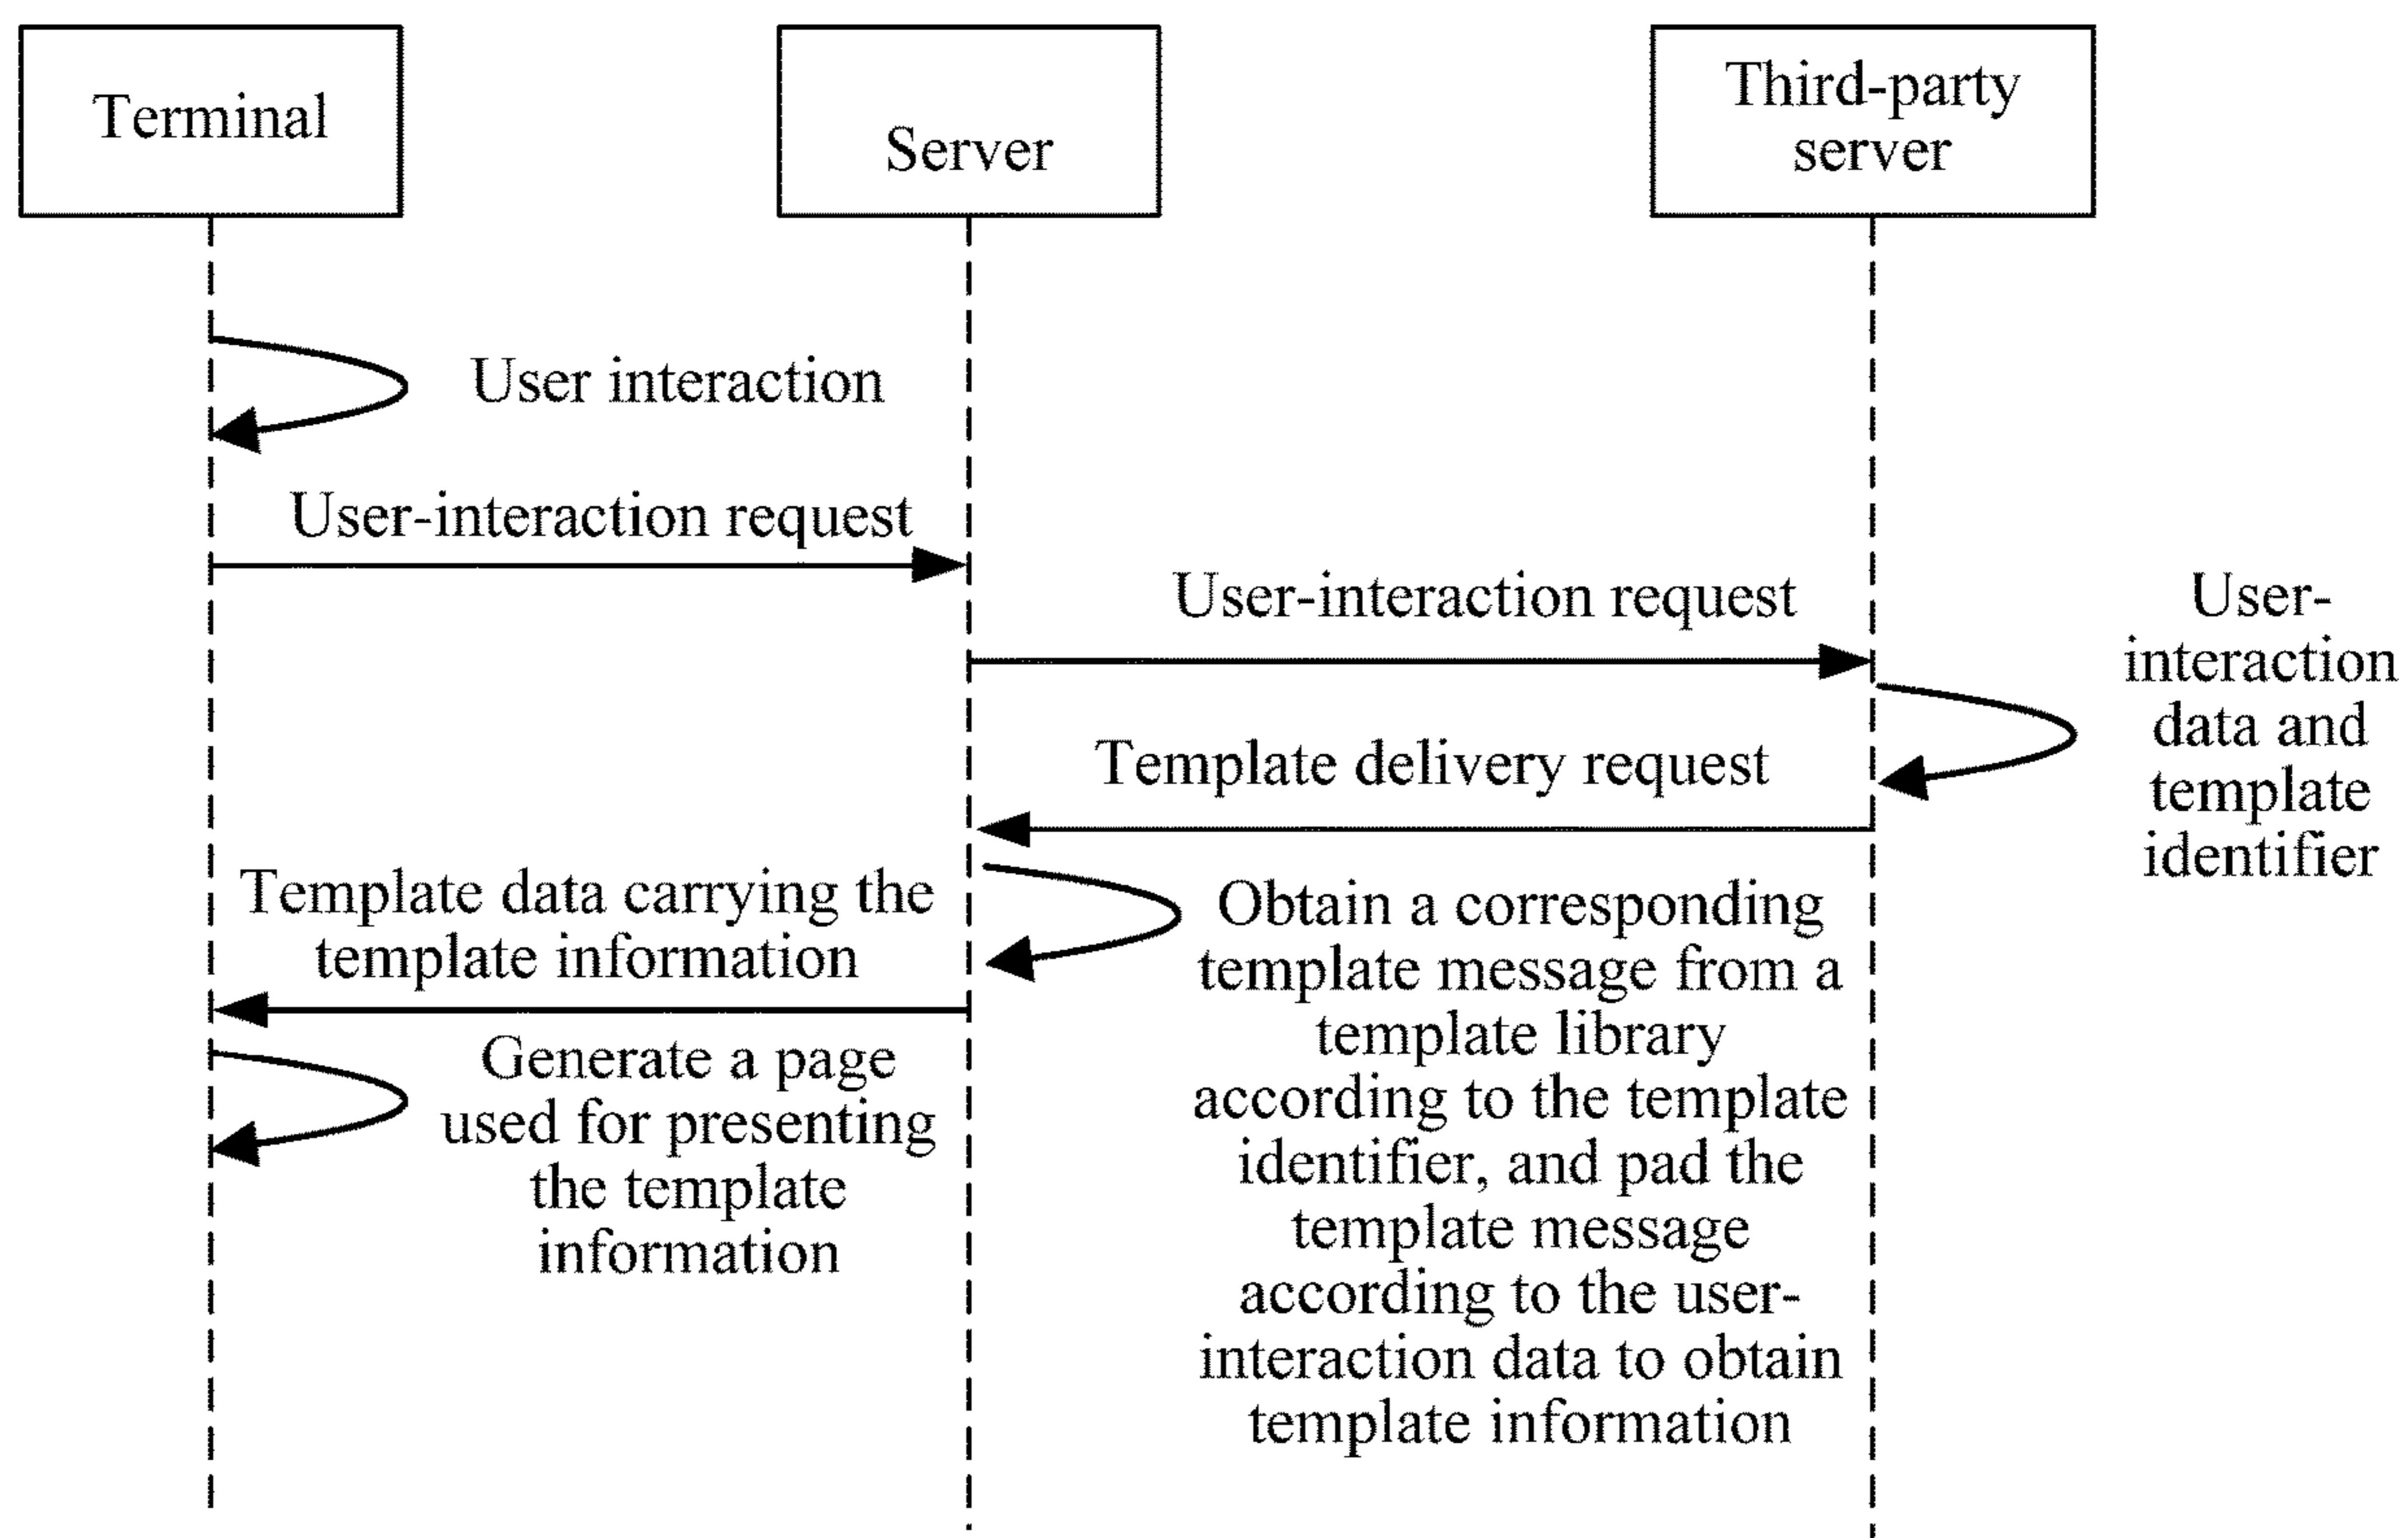 Terminal
Server
Third-party
server
User interaction
User-interaction request
User-interaction request
User-
interaction
data and
template
identifier
Template delivery request
Template data carrying the
template information
Obtain a corresponding
template message from a
template library
according to the template
identifier, and pad the
template message
according to the user-
interaction data to obtain
template information
Generate a page
used for presenting
the template
information